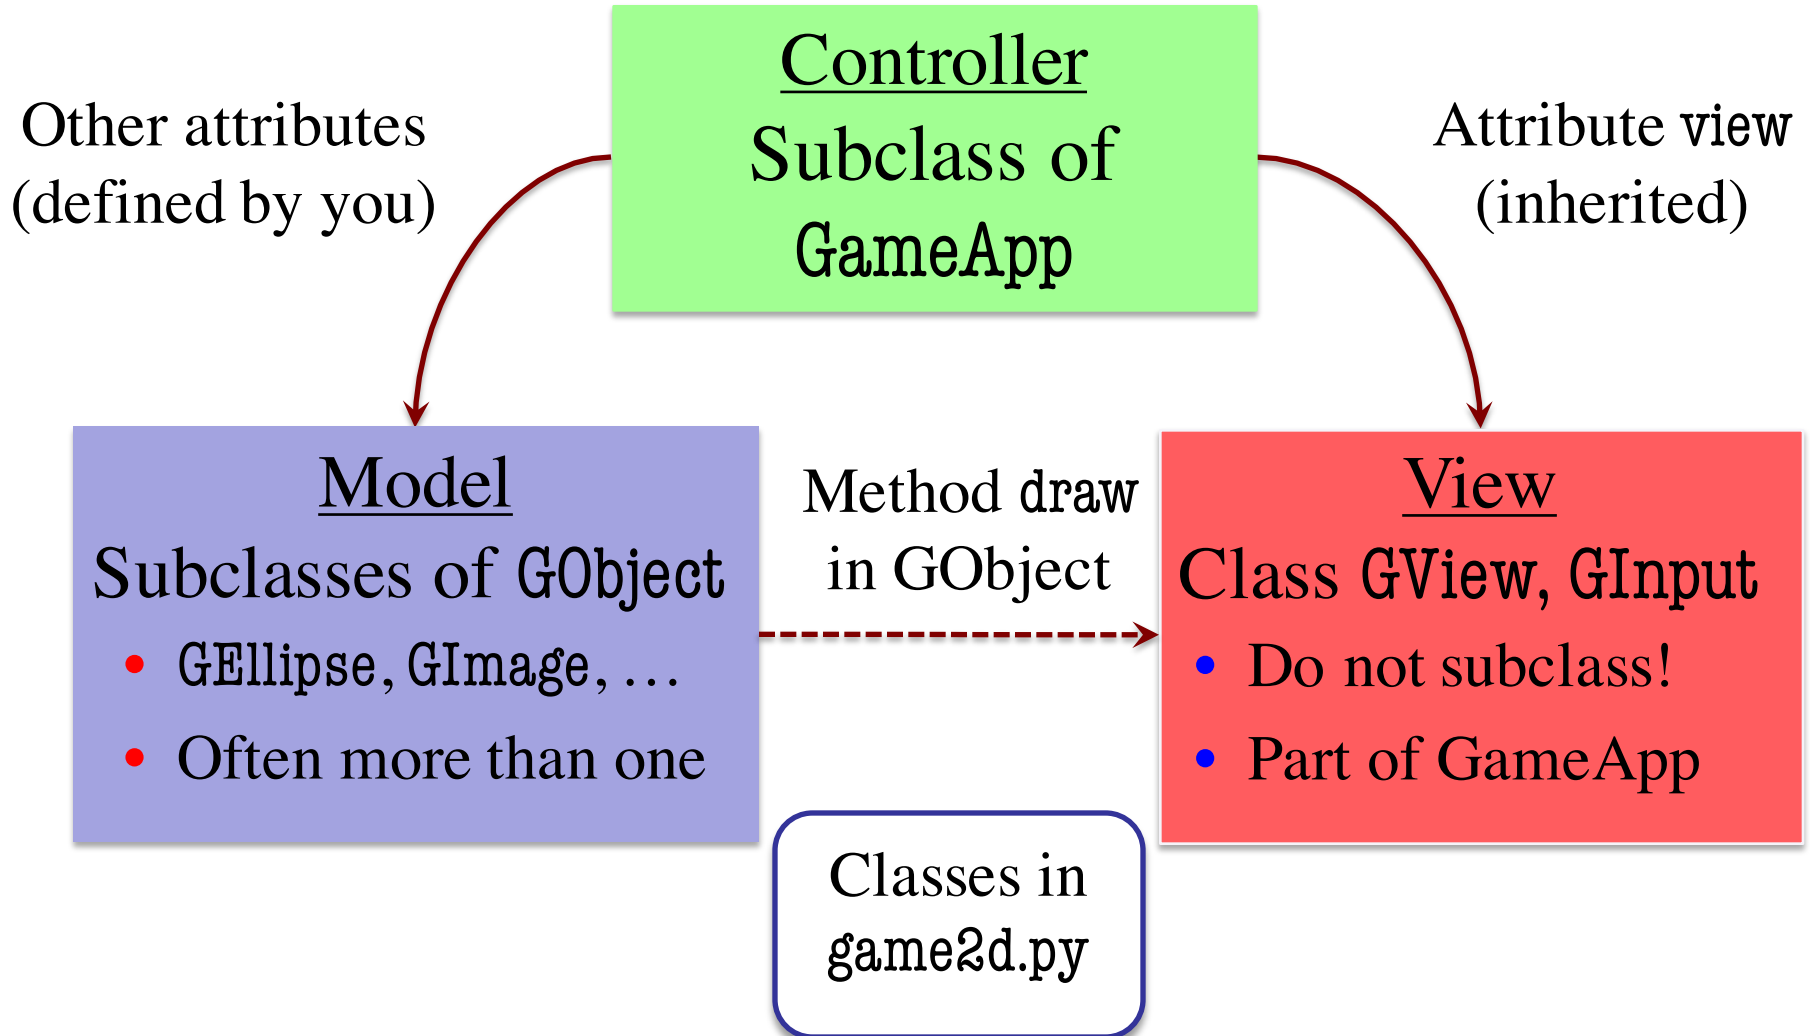 Controller
Subclass of
GameApp
Other attributes
(defined by you)
Attribute view
(inherited)
Model
Subclasses of GObject
• GEllipse, GImage, …
• Often more than one
Method draw
in GObject
View
Class GView, GInput
• Do not subclass!
• Part of GameApp
Classes in
game2d.py